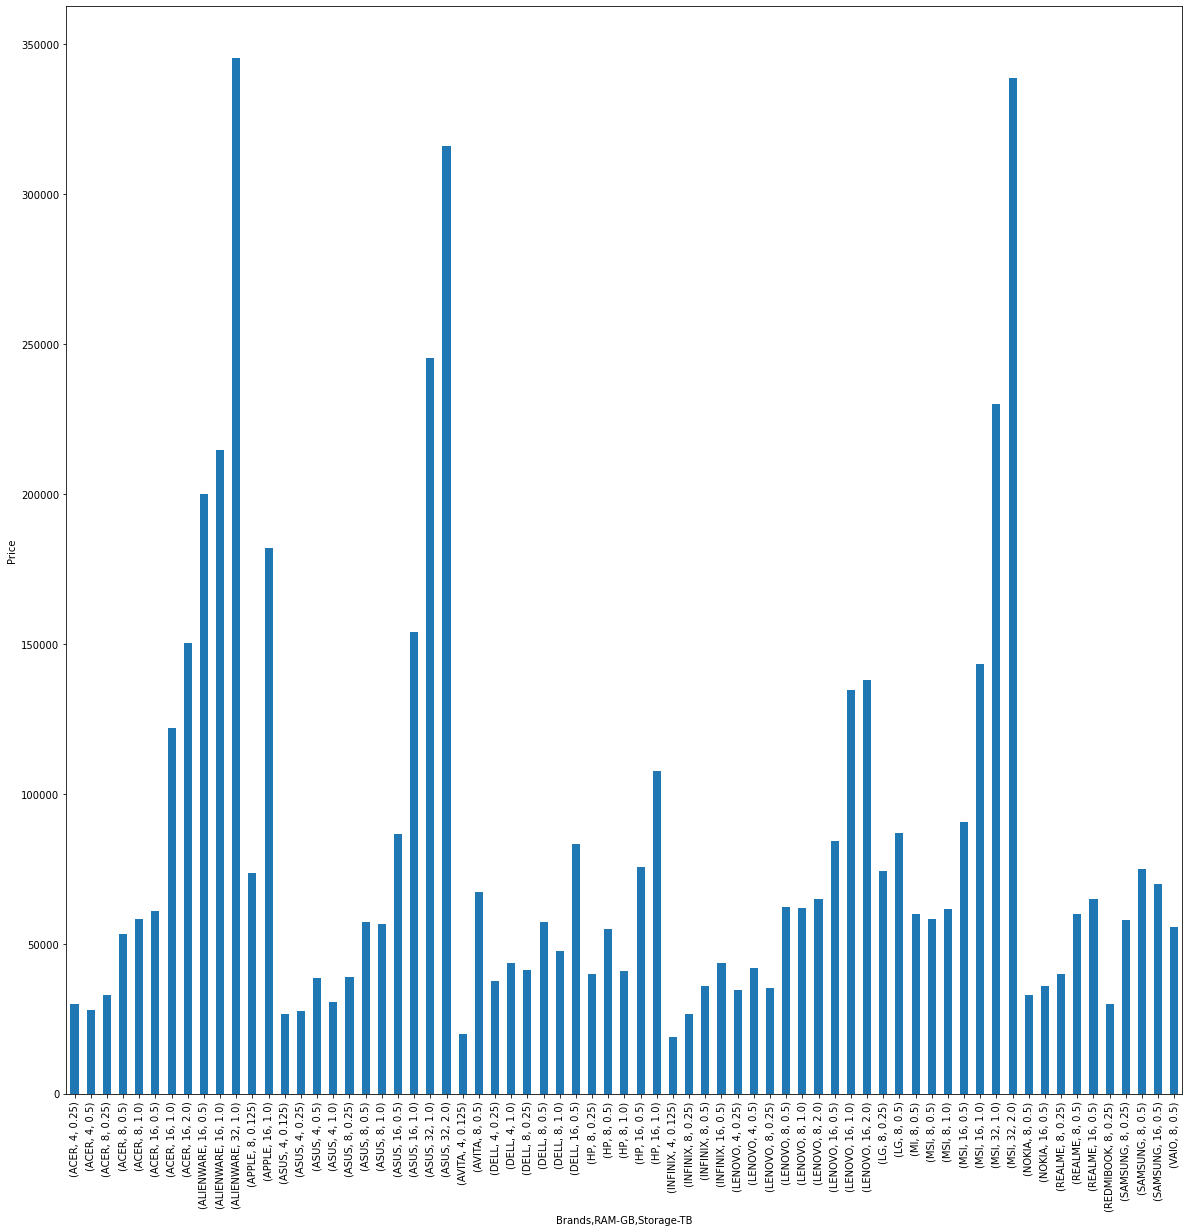 350000
300000
250000
200000
150000
100000
50000
0
Price
(ACER, 4, 0.25)
(ACER, 4, 0.5)
(ACER, 8, 0.25)
(ACER, 8, 0.5)
(ACER, 8, 1.0)
(ACER, 16, 0.5)
(ACER, 16, 1.0)
(ACER, 16, 2.0)
(ALIENWARE, 16, 0.5)
(ALIENWARE, 16, 1.0)
(ALIENWARE, 32, 1.0)
(APPLE, 8, 0.125)
(APPLE, 16, 1.0)
(ASUS, 4, 0.125)
(ASUS, 4, 0.25)
(ASUS, 4, 0.5)
(ASUS, 4, 1.0)
(ASUS, 8, 0.25)
(ASUS, 8, 0.5)
(ASUS, 8, 1.0)
(ASUS, 16, 0.5)
(ASUS, 16, 1.0)
(ASUS, 32, 1.0)
(ASUS, 32, 2.0)
(AVITA, 4, 0.125)
(AVITA, 8, 0.5)
(DELL, 4, 0.25)
(DELL, 4, 1.0)
(DELL, 8, 0.25)
(DELL, 8, 0.5)
(DELL, 8, 1.0)
(DELL, 16, 0.5)
(HP, 8, 0.25)
(HP, 8, 0.5)
(HP, 8, 1.0)
(HP, 16, 0.5)
(HP, 16, 1.0)
(INFINIX, 4, 0.125)
(INFINIX, 8, 0.25)
(INFINIX, 8, 0.5)
(INFINIX, 16, 0.5)
(LENOVO, 4, 0.25)
(LENOVO, 4, 0.5)
(LENOVO, 8, 0.25)
(LENOVO, 8, 0.5)
(LENOVO, 8, 1.0)
(LENOVO, 8, 2.0)
(LENOVO, 16, 0.5)
(LENOVO, 16, 1.0)
(LENOVO, 16, 2.0)
(LG, 8, 0.25)
(LG, 8, 0.5)
(MI, 8, 0.5)
(MSI, 8, 0.5)
(MSI, 8, 1.0)
(MSI, 16, 0.5)
(MSI, 16, 1.0)
(MSI, 32, 1.0)
(MSI, 32, 2.0)
(NOKIA, 8, 0.5)
(NOKIA, 16, 0.5)
(REALME, 8, 0.25)
(REALME, 8, 0.5)
(REALME, 16, 0.5)
(REDMIBOOK, 8, 0.25)
(SAMSUNG, 8, 0.25)
(SAMSUNG, 8, 0.5)
(SAMSUNG, 16, 0.5)
(VAIO, 8, 0.5)
Brands,RAM-GB,Storage-TB